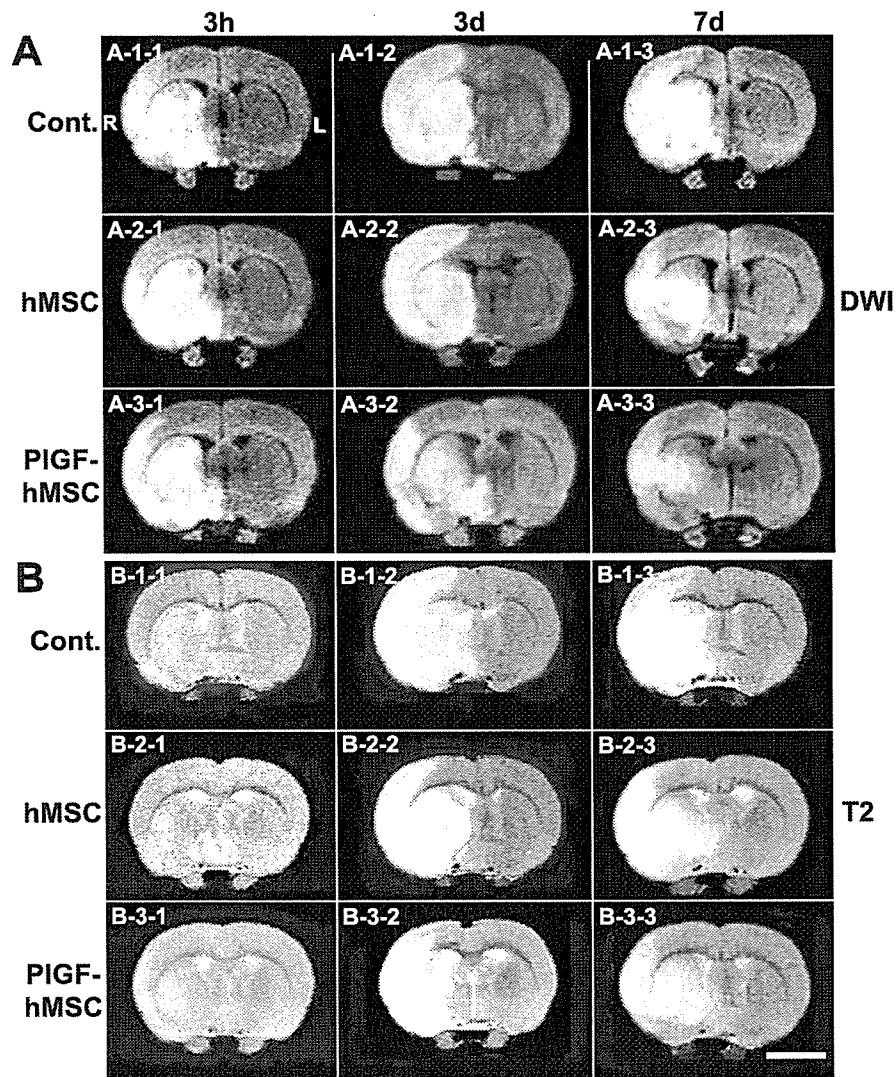 3h 3d 7d
A
A-1-1 A-1-2 A-1-3
Cont. R L
A-2-1 A-2-2 A-2-3
hMSC DWI
A-3-1 A-3-2 A-3-3
PlGF-
hMSC
B
B-1-1 B-1-2 B-1-3
Cont.
B-2-1 B-2-2 B-2-3
hMSC T2
B-3-1 B-3-2 B-3-3
PlGF-
hMSC